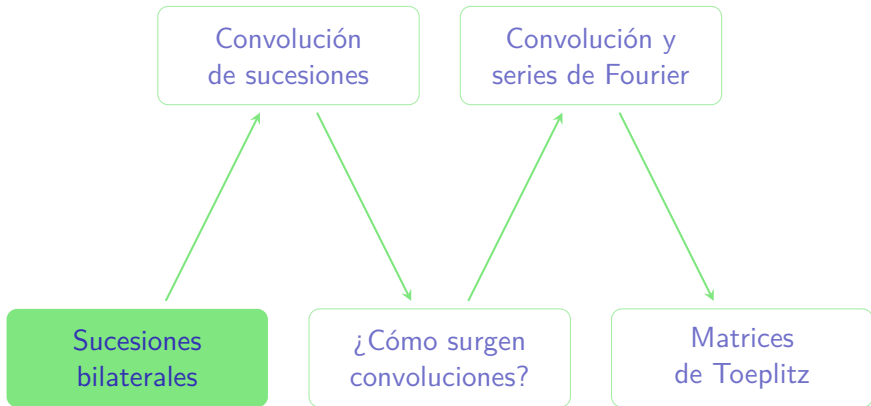 Convolución
de sucesiones
Convolución y
series de Fourier
Sucesiones
bilaterales
¿Cómo surgen
convoluciones?
Matrices
de Toeplitz